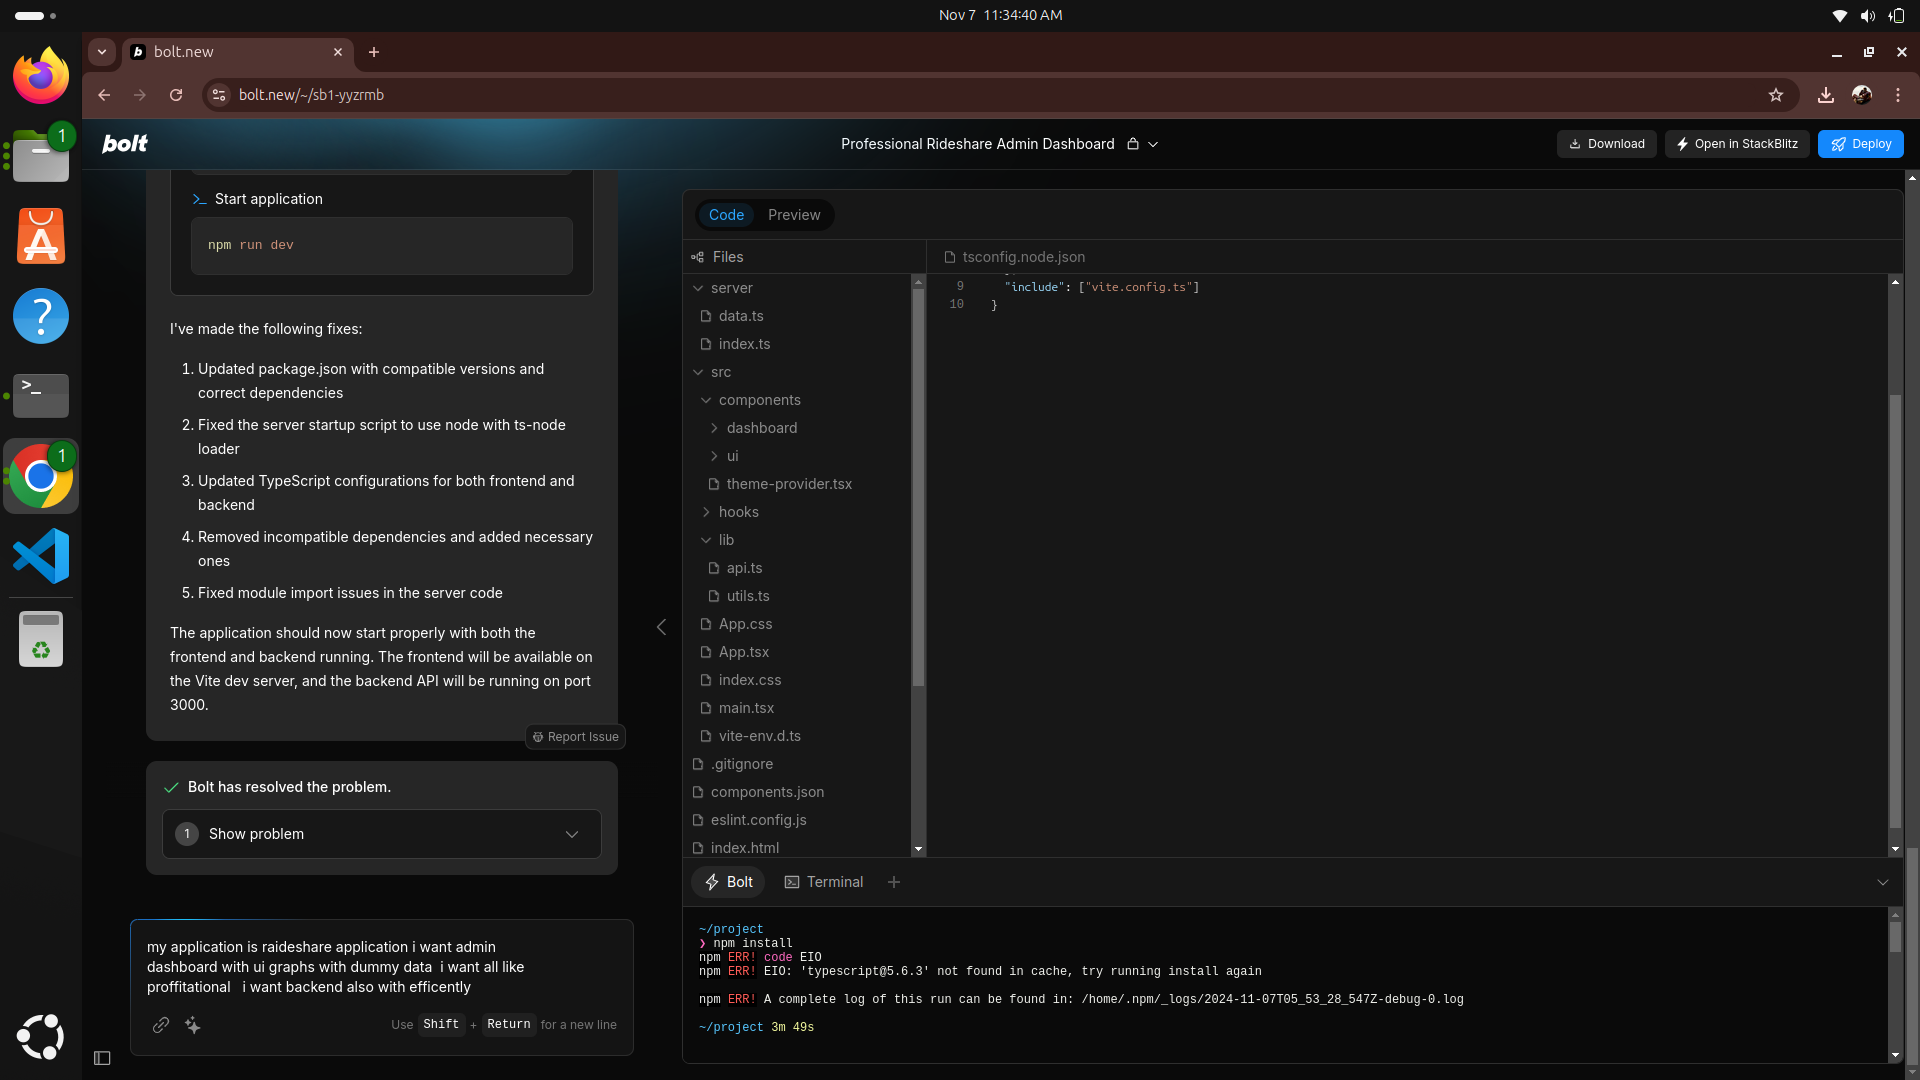 Nov 7 11:34:40 AM
bolt.new
bolt.new/~/sb1-yyzrmb
bolt
Professional Rideshare Admin Dashboard
Download
Open in StackBlitz
Deploy
Start application
npm run dev
I've made the following fixes:
1. Updated package.json with compatible versions and
correct dependencies
2. Fixed the server startup script to use node with ts-node
loader
3. Updated TypeScript configurations for both frontend and
backend
4. Removed incompatible dependencies and added necessary
ones
5. Fixed module import issues in the server code
The application should now start properly with both the
frontend and backend running. The frontend will be available on
the Vite dev server, and the backend API will be running on port
3000.
Report Issue
Bolt has resolved the problem.
1 Show problem
my application is raideshare application i want admin
dashboard with ui graphs with dummy data  i want all like
proffitational   i want backend also with efficently
Use Shift + Return for a new line
Code Preview
Files
server
data.ts
index.ts
src
components
dashboard
ui
theme-provider.tsx
hooks
lib
api.ts
utils.ts
App.css
App.tsx
index.css
main.tsx
vite-env.d.ts
.gitignore
components.json
eslint.config.js
index.html
tsconfig.node.json
9 "include": ["vite.config.ts"]
10 }
Bolt Terminal
~/project
❯ npm install
npm ERR! code EIO
npm ERR! EIO: 'typescript@5.6.3' not found in cache, try running install again
npm ERR! A complete log of this run can be found in: /home/.npm/_logs/2024-11-07T05_53_28_547Z-debug-0.log
~/project 3m 49s
1
1